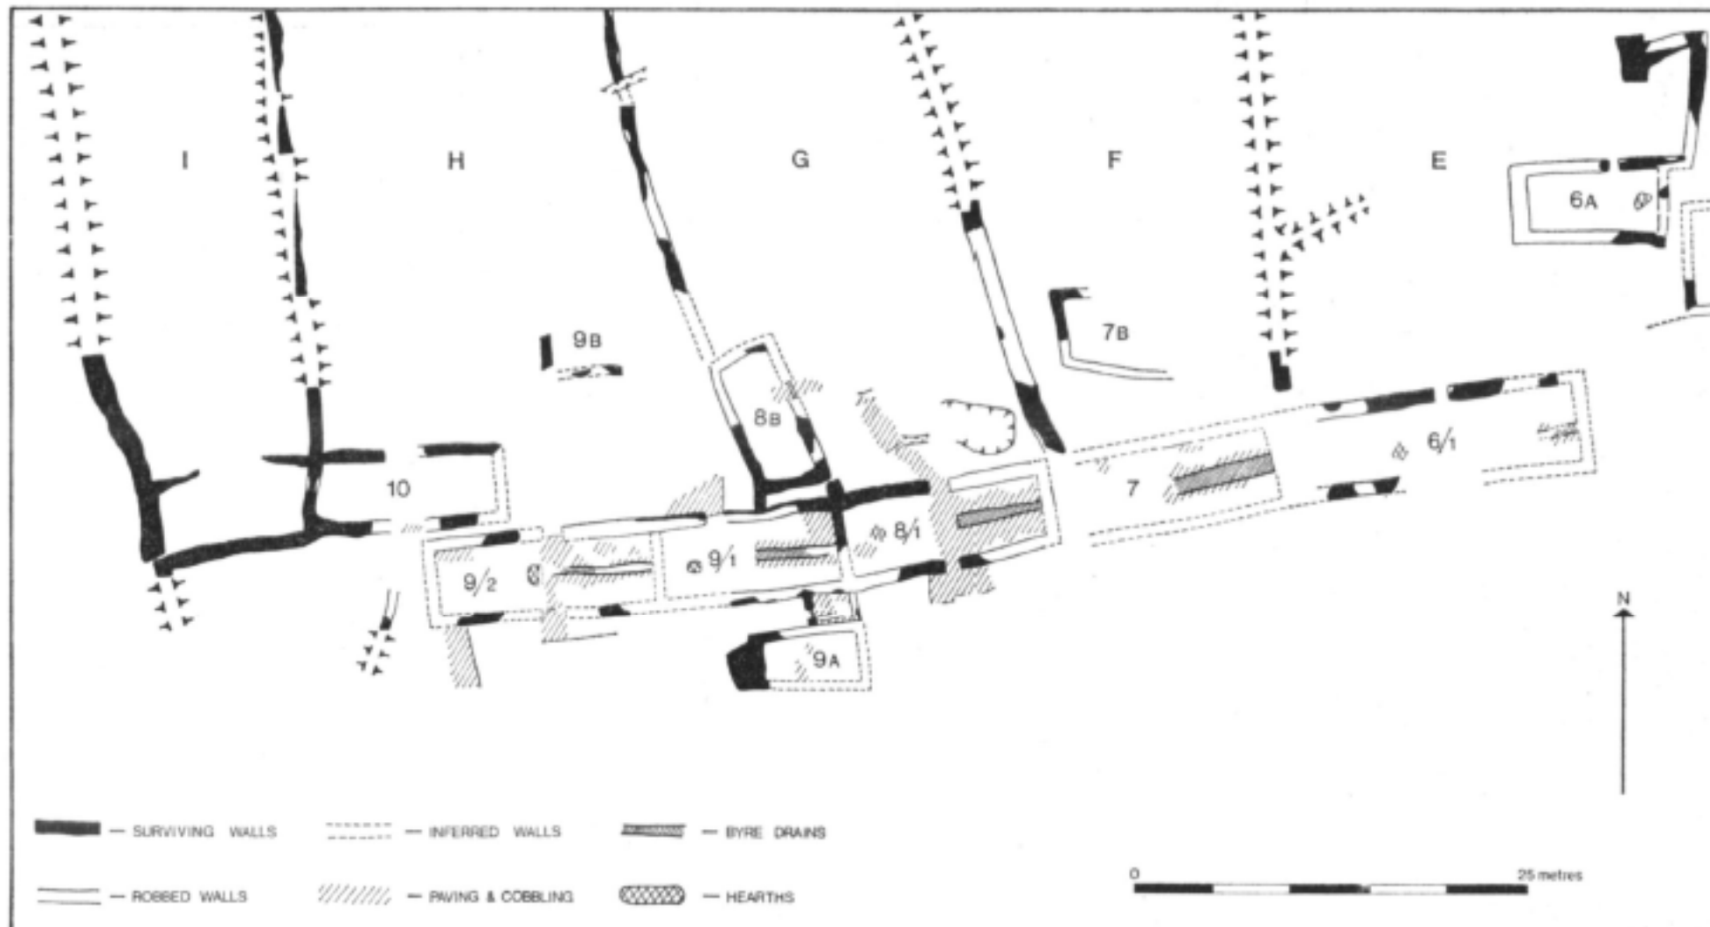 I H G F E
6A
9B 7B
8B
6/1
10 7
8/1
9/2 9/1
9A
N
— SURVIVING WALLS — INFERRED WALLS — BYRE DRAINS
0 25 metres
— ROBBED WALLS — PAVING & COBBLING — HEARTHS